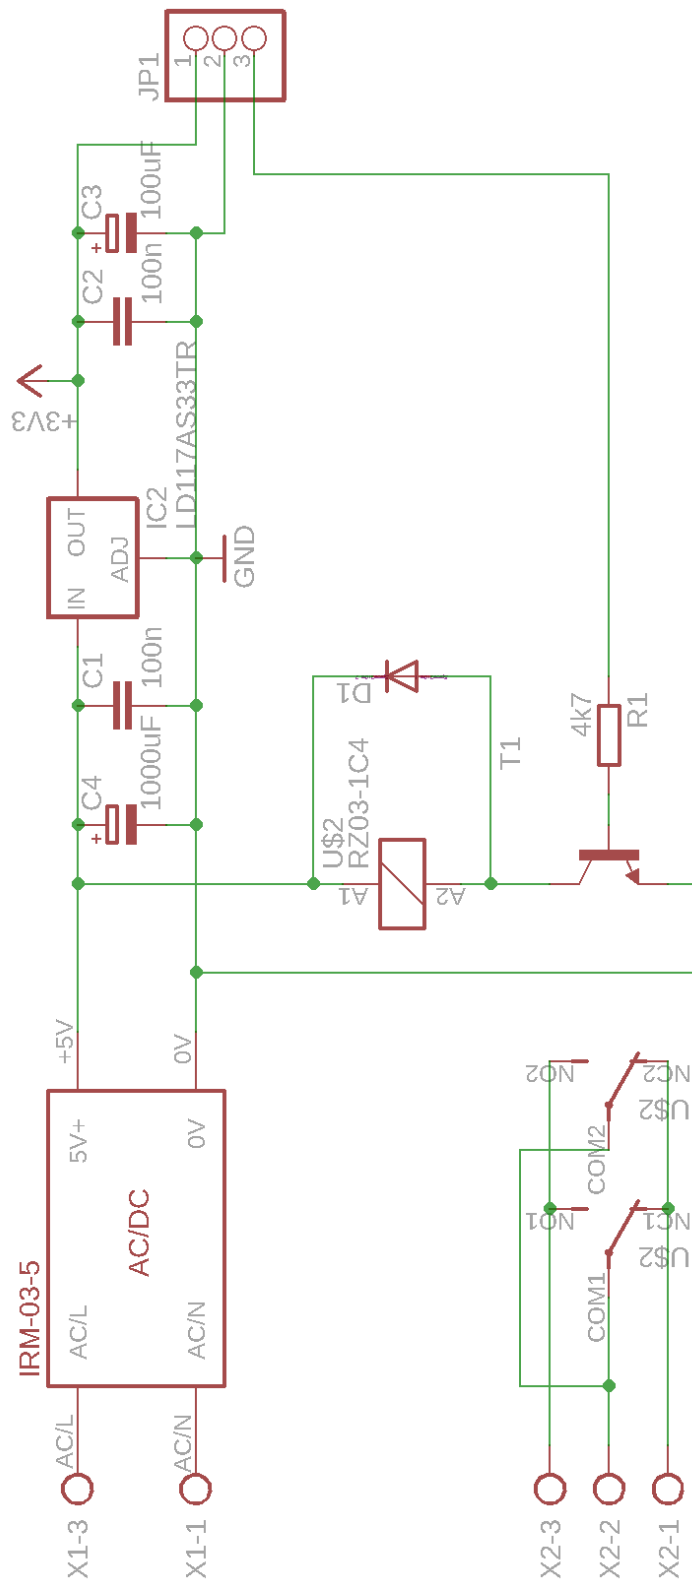 JP1
1
2
3
C3
100uF
C2
100n
+3V3
LD117AS33TR
IC2
OUT
IN
ADJ
GND
C1
100n
C4
1000uF
D1
U$2
RZ03-1C4
A1
A2
T1
4k7
R1
+5V
0V
5V+
0V
AC/DC
IRM-03-5
AC/L
AC/N
AC/L
AC/N
X1-3
X1-1
NO2
NC2
U$2
COM2
NO1
NC1
U$2
COM1
X2-3
X2-2
X2-1